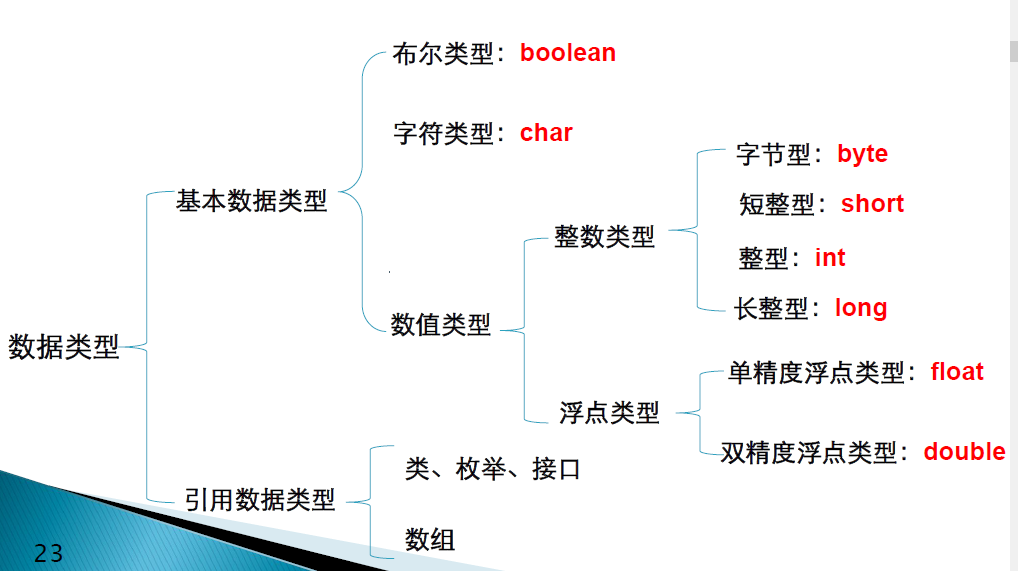 布尔类型：boolean
字符类型：char
字节型：byte
基本数据类型
短整型：short
整数类型
整型：int
长整型：long
数值类型
数据类型
单精度浮点类型：float
浮点类型
双精度浮点类型：double
类、枚举、接口
引用数据类型
数组
23